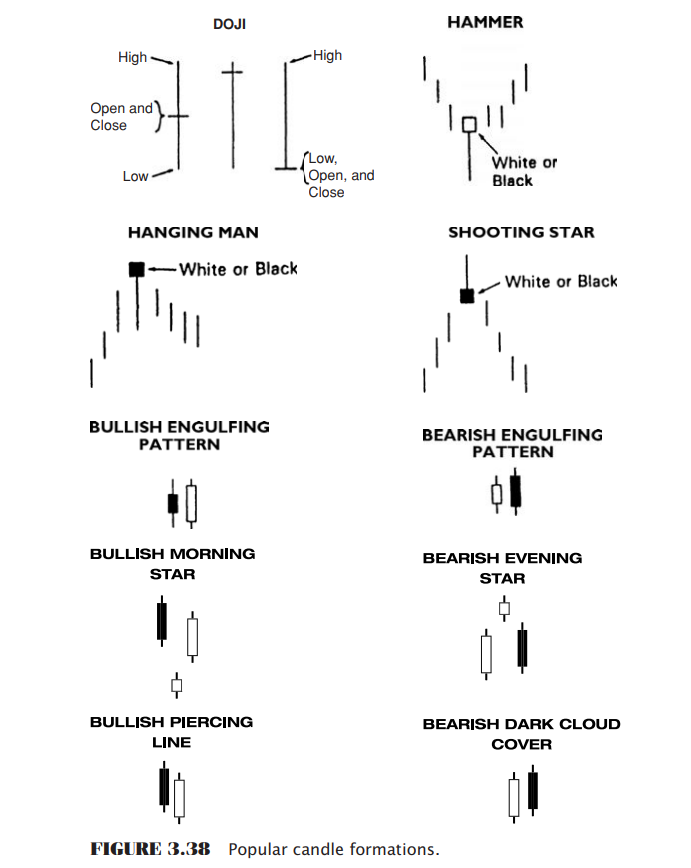 DOJI
High
High
Open and
Close
Low
Low,
Open, and
Close
HAMMER
White or
Black
HANGING MAN
White or Black
SHOOTING STAR
White or Black
BULLISH ENGULFING
PATTERN
BEARISH ENGULFING
PATTERN
BULLISH MORNING
STAR
BEARISH EVENING
STAR
BULLISH PIERCING
LINE
BEARISH DARK CLOUD
COVER
FIGURE 3.38 Popular candle formations.